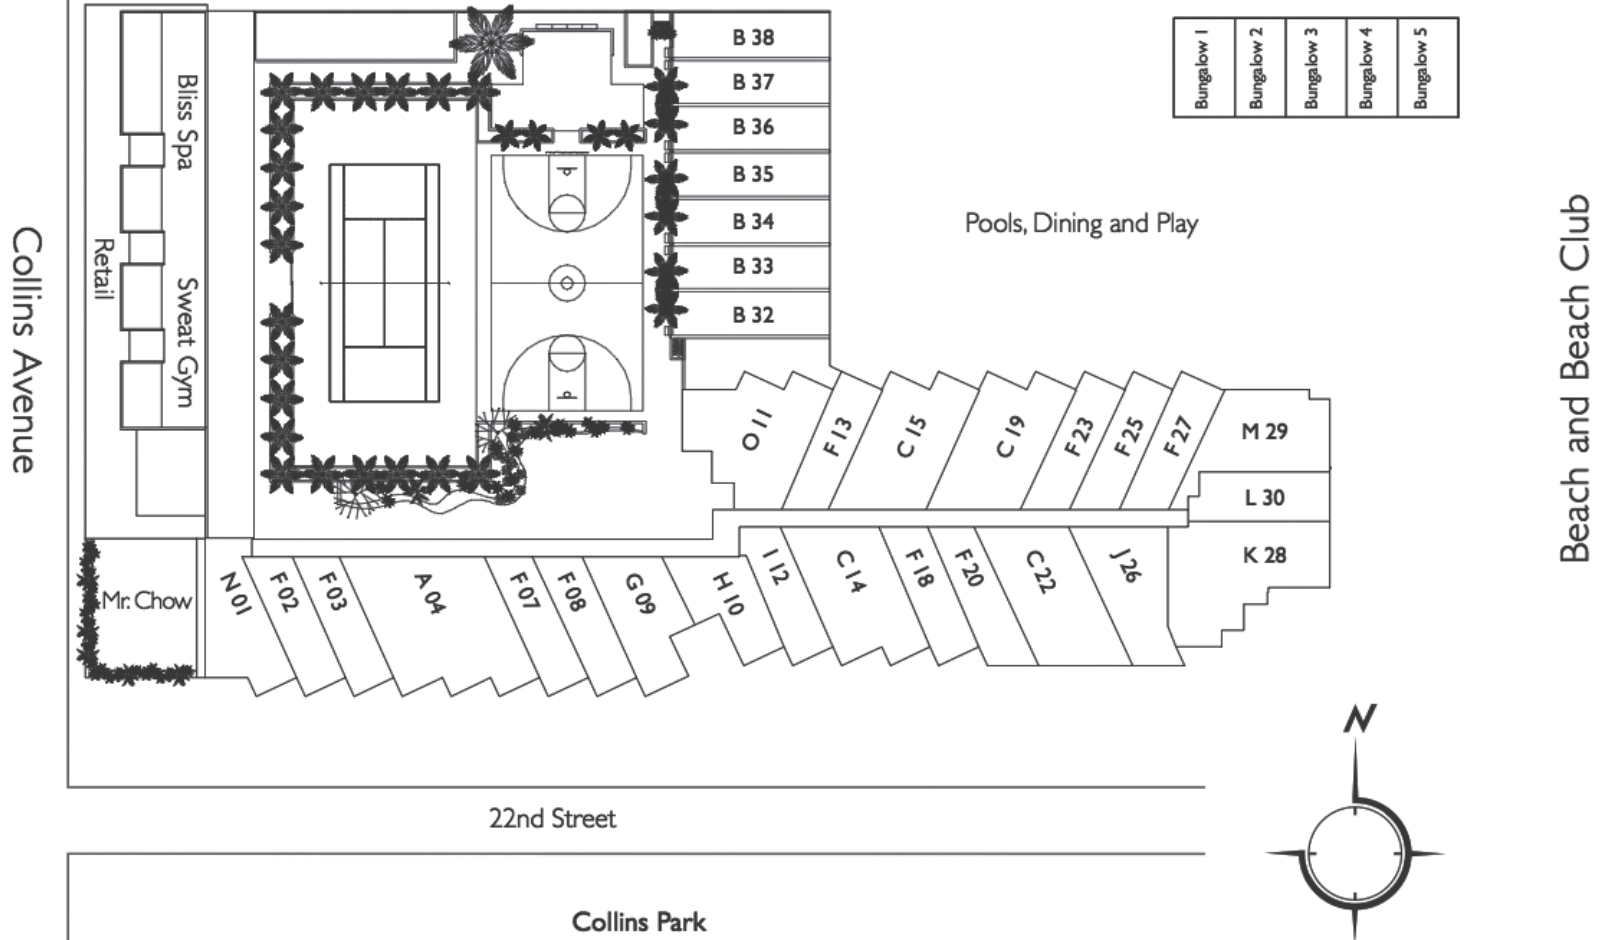 B 38
B 37
B 36
B 35
B 34
B 33
B 32
Bungalow 1
Bungalow 2
Bungalow 3
Bungalow 4
Bungalow 5
Bliss Spa
Retail
Sweat Gym
Collins Avenue
Pools, Dining and Play
Beach and Beach Club
O 11
F 13
C 15
C 19
F 23
F 25
F 27
M 29
L 30
K 28
Mr. Chow
N 01
F 02
F 03
A 04
F 07
F 08
G 09
H 10
I 12
C 14
F 18
F 20
C 22
J 26
N
22nd Street
Collins Park